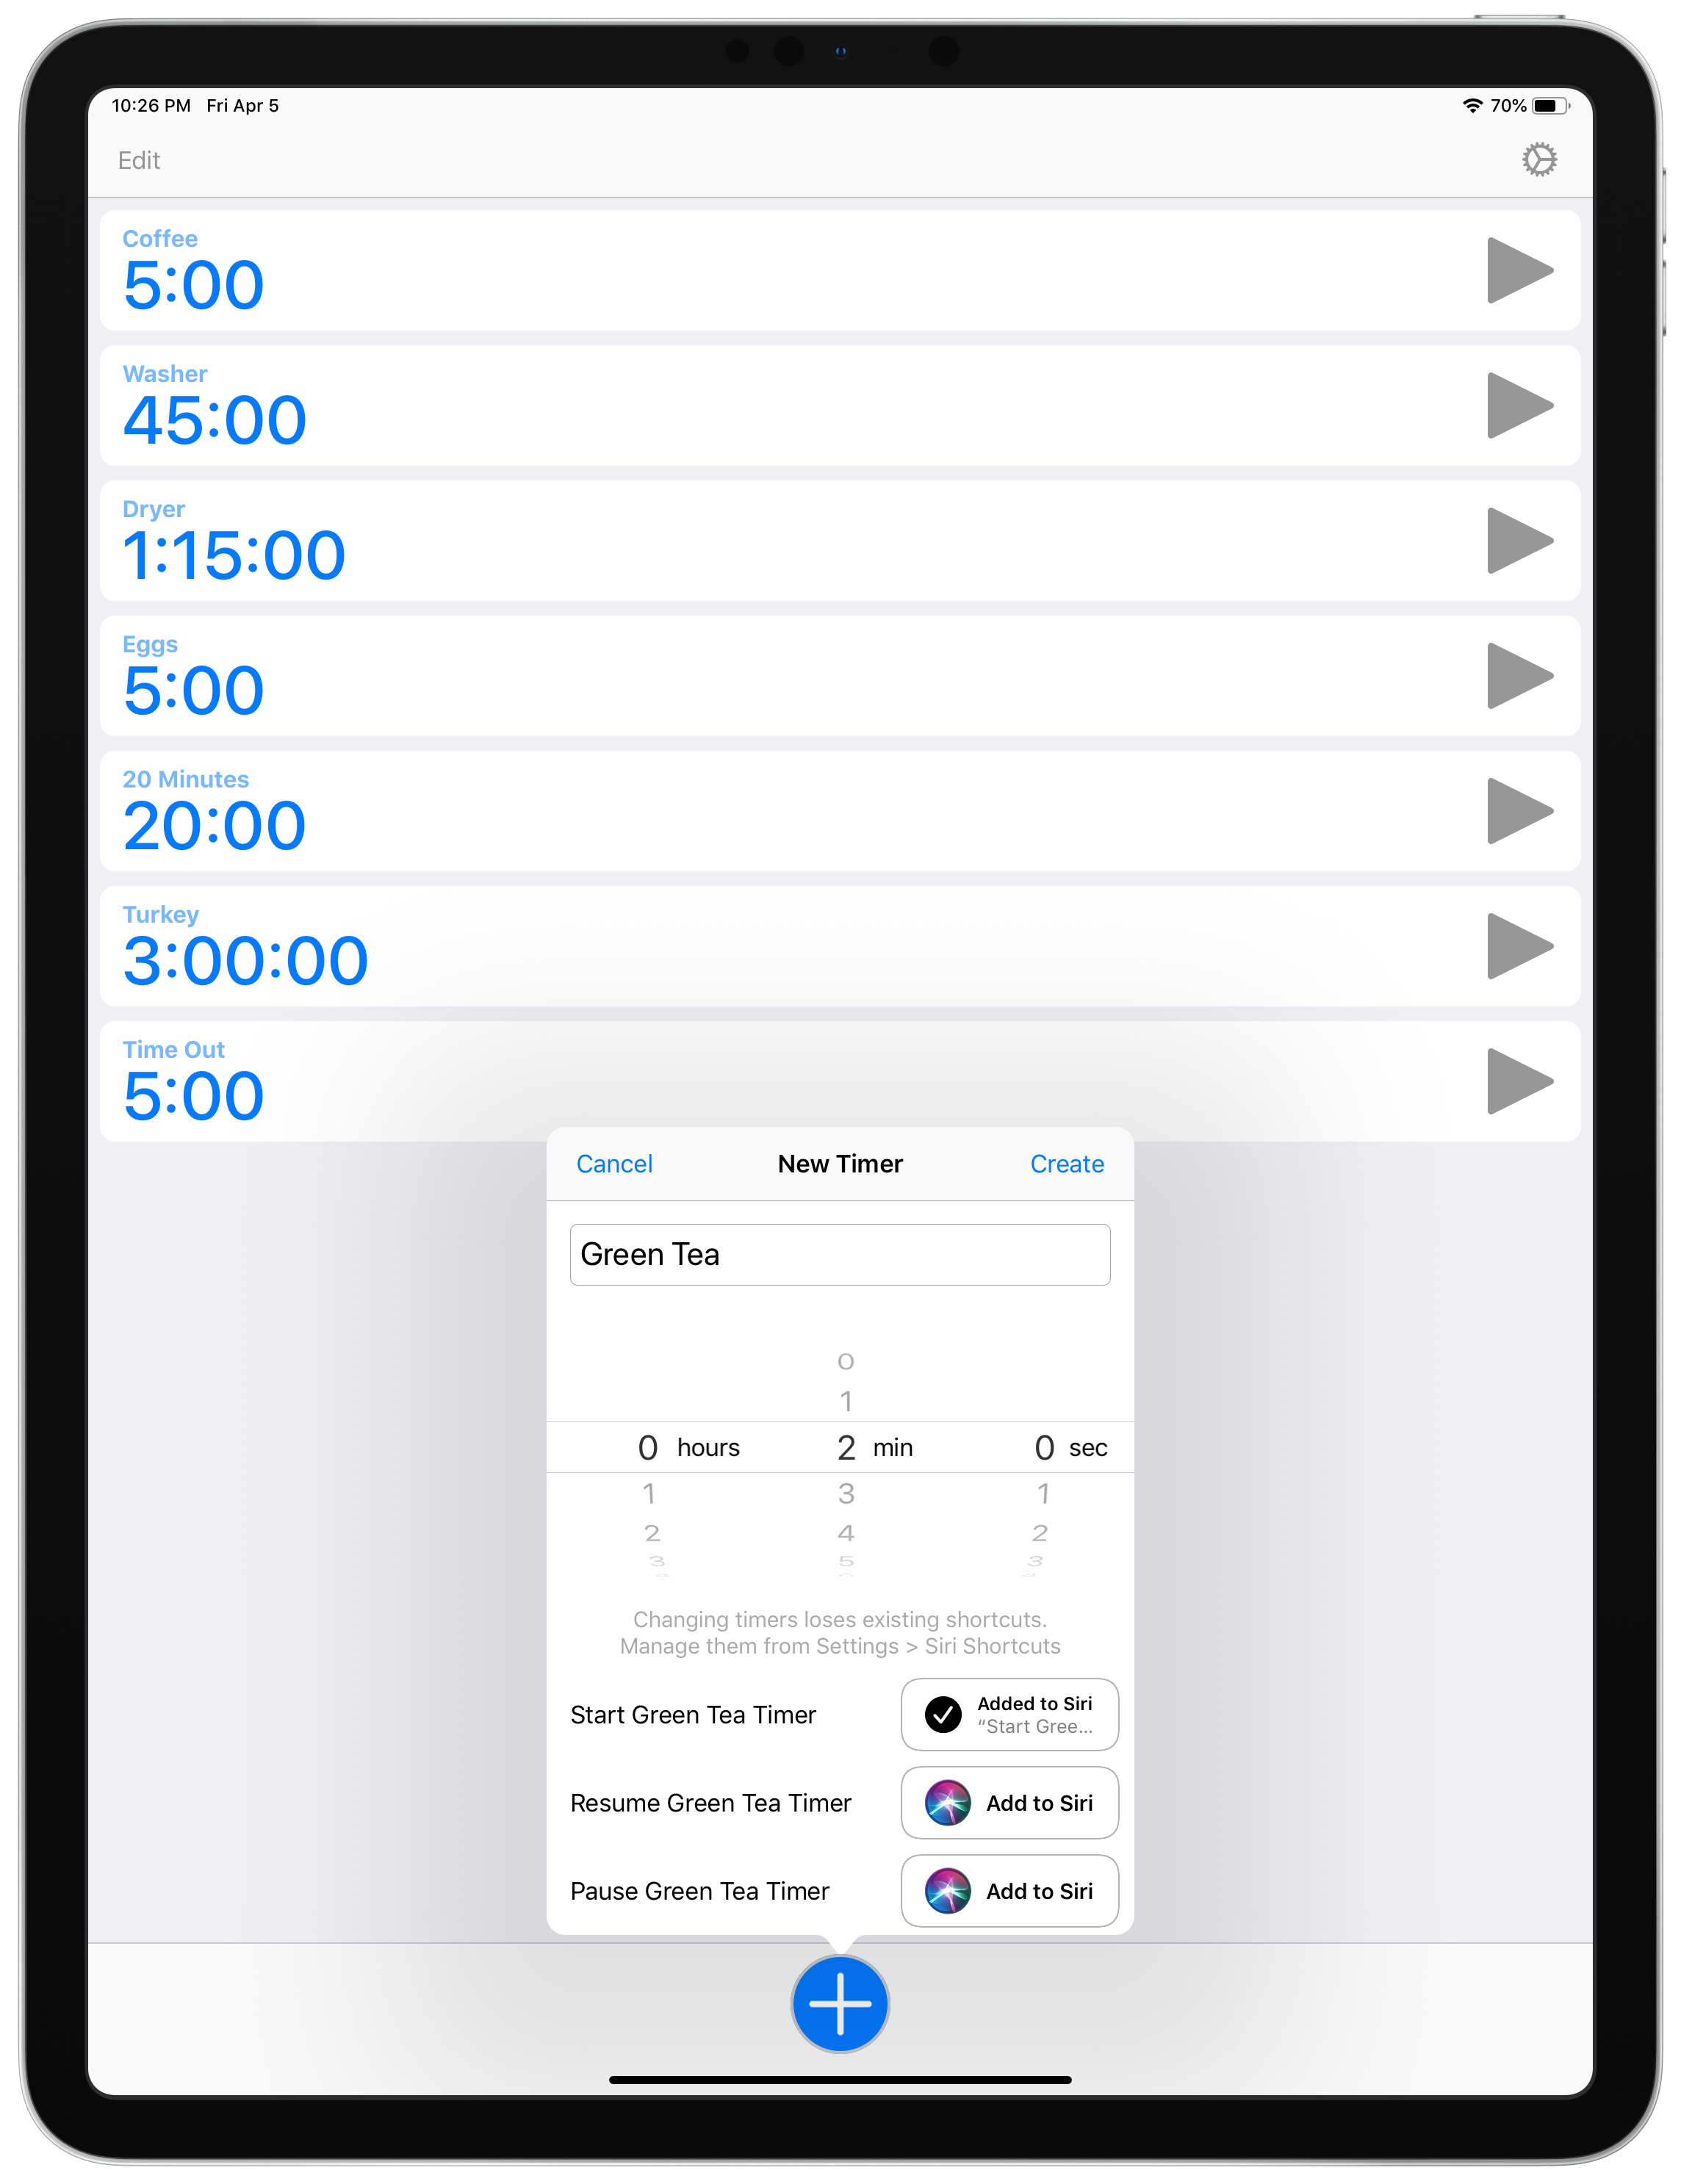 10:26 PM Fri Apr 5 70%
Edit
Coffee
5:00
Washer
45:00
Dryer
1:15:00
Eggs
5:00
20 Minutes
20:00
Turkey
3:00:00
Time Out
5:00
Cancel New Timer Create
Green Tea
0
1
0 hours 2 min 0 sec
1 3 1
2 4 2
3 5 3
Changing timers loses existing shortcuts.
Manage them from Settings > Siri Shortcuts
Start Green Tea Timer
Added to Siri
“Start Gree...
Resume Green Tea Timer
Add to Siri
Pause Green Tea Timer
Add to Siri